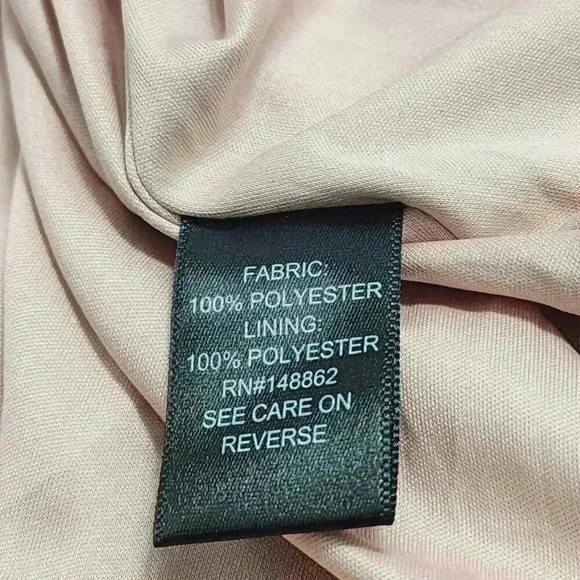 FABRIC:
100% POLYESTER
LINING:
100% POLYESTER
RN#148862
SEE CARE ON
REVERSE